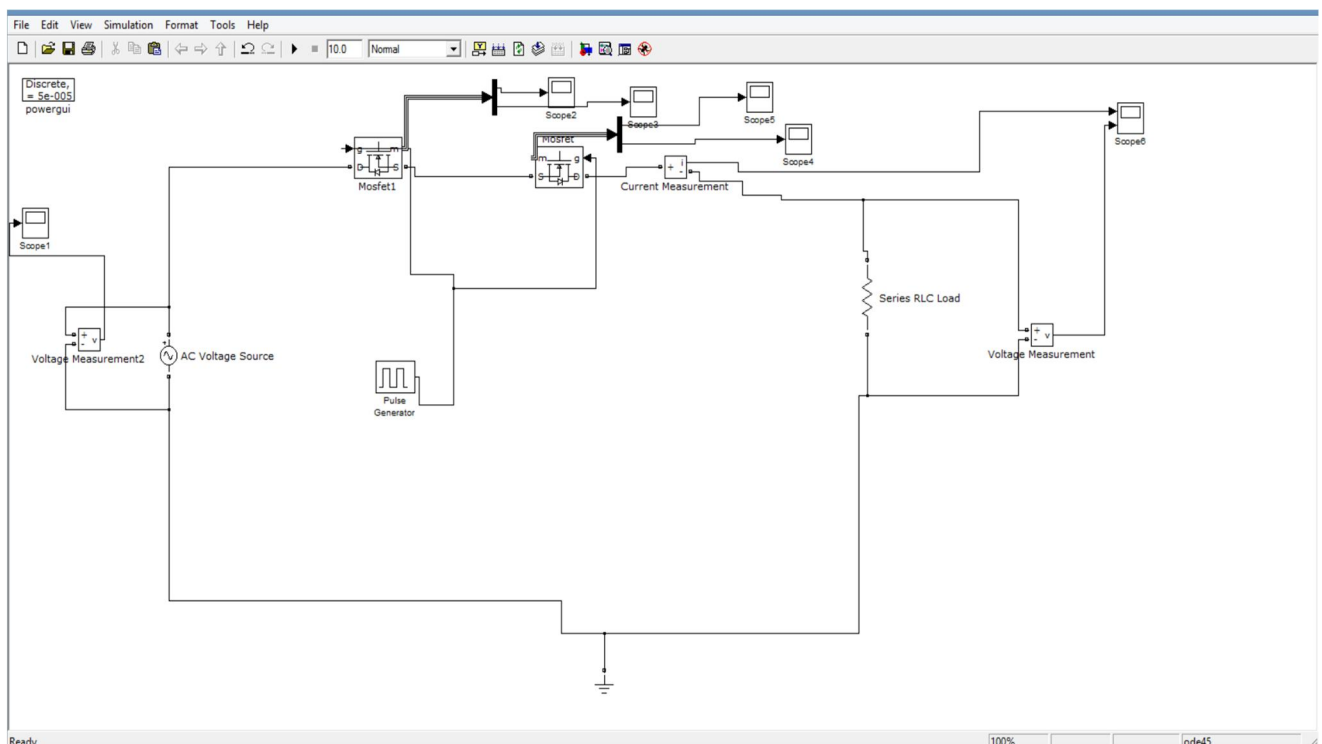 File Edit View Simulation Format Tools Help
10.0 Normal
Discrete,
= 5e-005
powergui
Scope2
Scope3
Scope5
Scope4
Scope6
g m
D S
Mosfet1
Mosfet
m g
S D
+ i
-
Current Measurement
Scope1
+
- v
Voltage Measurement2
+
AC Voltage Source
Series RLC Load
+
- v
Voltage Measurement
Pulse
Generator
Ready 100% ode45